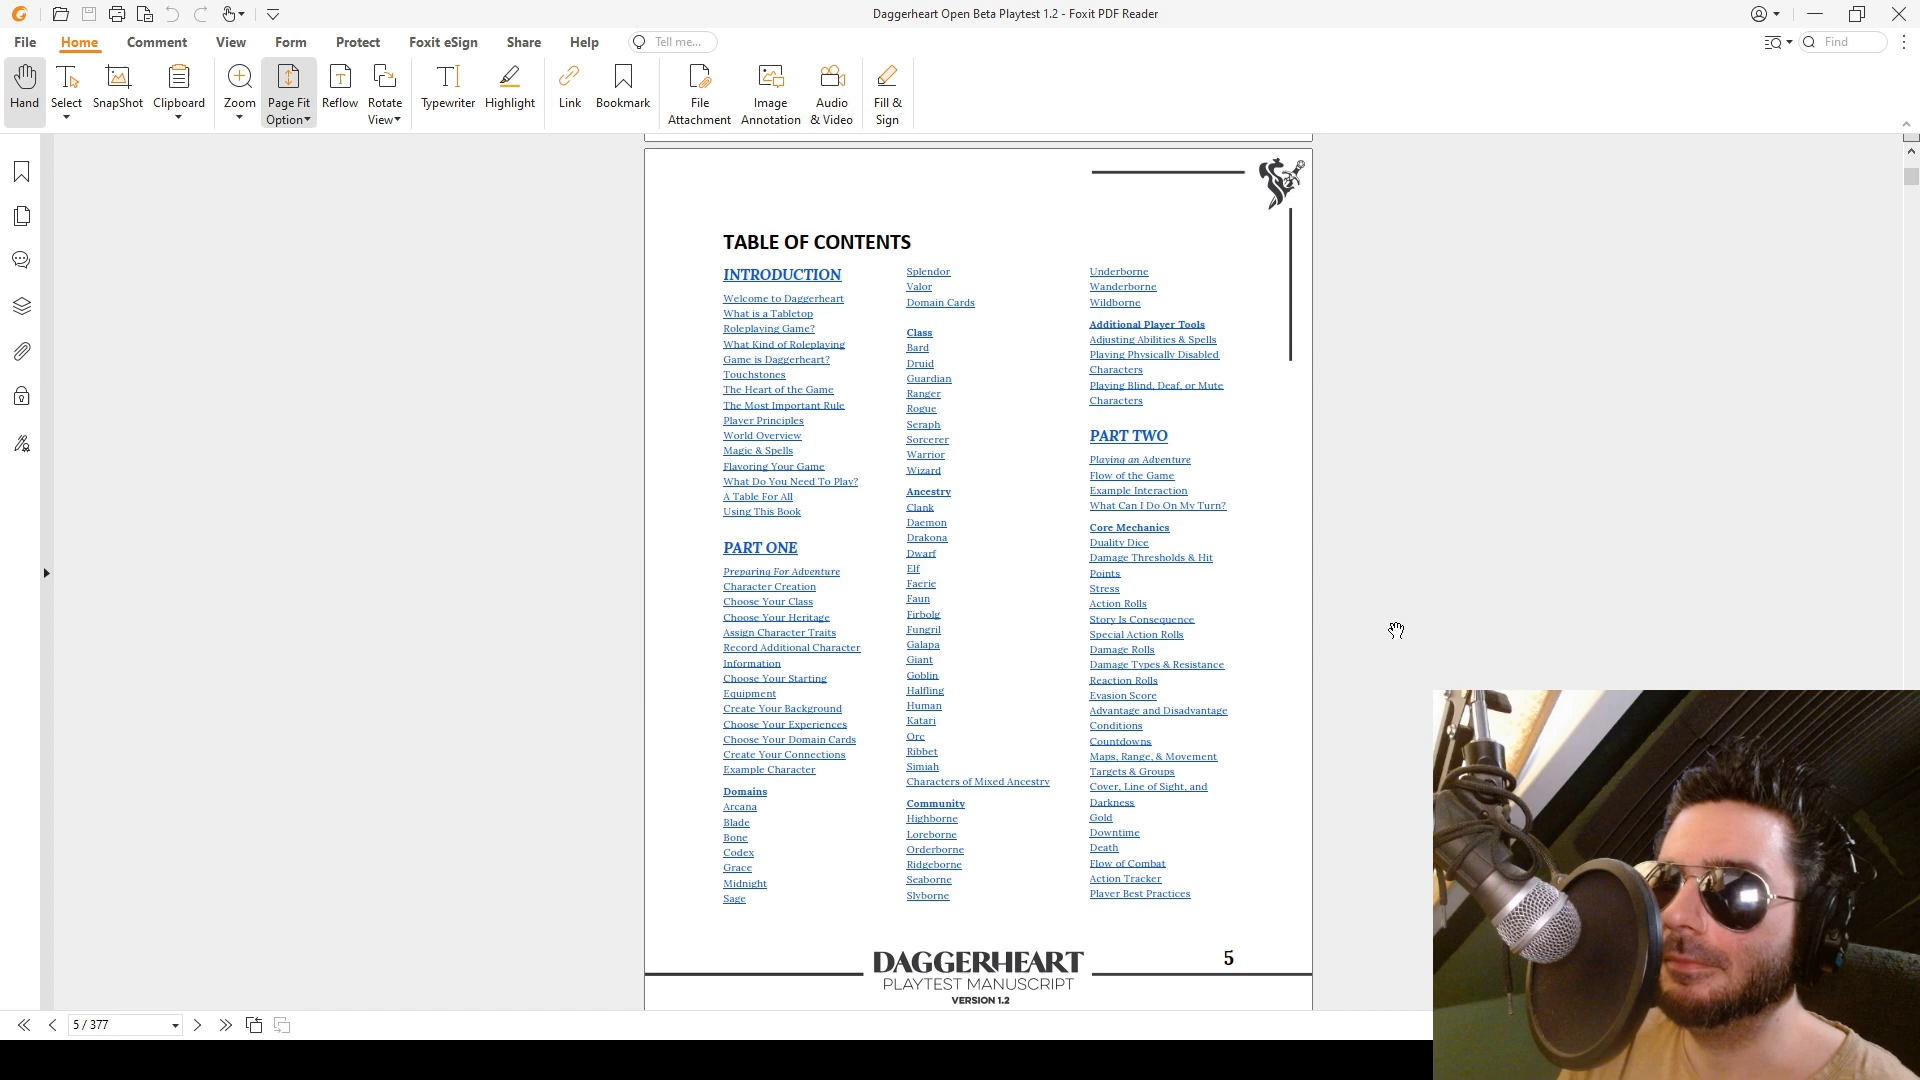 Daggerheart Open Beta Playtest 1.2 - Foxit PDF Reader
File Home Comment View Form Protect Foxit eSign Share Help Tell me... Find
Hand Select SnapShot Clipboard Zoom Page Fit Option Reflow Rotate View Typewriter Highlight Link Bookmark File Attachment Image Annotation Audio & Video Fill & Sign
TABLE OF CONTENTS
INTRODUCTION
Welcome to Daggerheart
What is a Tabletop
Roleplaying Game?
What Kind of Roleplaying
Game is Daggerheart?
Touchstones
The Heart of the Game
The Most Important Rule
Player Principles
World Overview
Magic & Spells
Flavoring Your Game
What Do You Need To Play?
A Table For All
Using This Book
PART ONE
Preparing For Adventure
Character Creation
Choose Your Class
Choose Your Heritage
Assign Character Traits
Record Additional Character
Information
Choose Your Starting
Equipment
Create Your Background
Choose Your Experiences
Choose Your Domain Cards
Create Your Connections
Example Character
Domains
Arcana
Blade
Bone
Codex
Grace
Midnight
Sage
Splendor
Valor
Domain Cards
Class
Bard
Druid
Guardian
Ranger
Rogue
Seraph
Sorcerer
Warrior
Wizard
Ancestry
Clank
Daemon
Drakona
Dwarf
Elf
Faerie
Faun
Firbolg
Fungril
Galapa
Giant
Goblin
Halfling
Human
Katari
Orc
Ribbet
Simiah
Characters of Mixed Ancestry
Community
Highborne
Loreborne
Orderborne
Ridgeborne
Seaborne
Slyborne
Underborne
Wanderborne
Wildborne
Additional Player Tools
Adjusting Abilities & Spells
Playing Physically Disabled
Characters
Playing Blind, Deaf, or Mute
Characters
PART TWO
Playing an Adventure
Flow of the Game
Example Interaction
What Can I Do On My Turn?
Core Mechanics
Duality Dice
Damage Thresholds & Hit
Points
Stress
Action Rolls
Story Is Consequence
Special Action Rolls
Damage Rolls
Damage Types & Resistance
Reaction Rolls
Evasion Score
Advantage and Disadvantage
Conditions
Countdowns
Maps, Range, & Movement
Targets & Groups
Cover, Line of Sight, and
Darkness
Gold
Downtime
Death
Flow of Combat
Action Tracker
Player Best Practices
DAGGERHEART
PLAYTEST MANUSCRIPT
VERSION 1.2
5
5 / 377